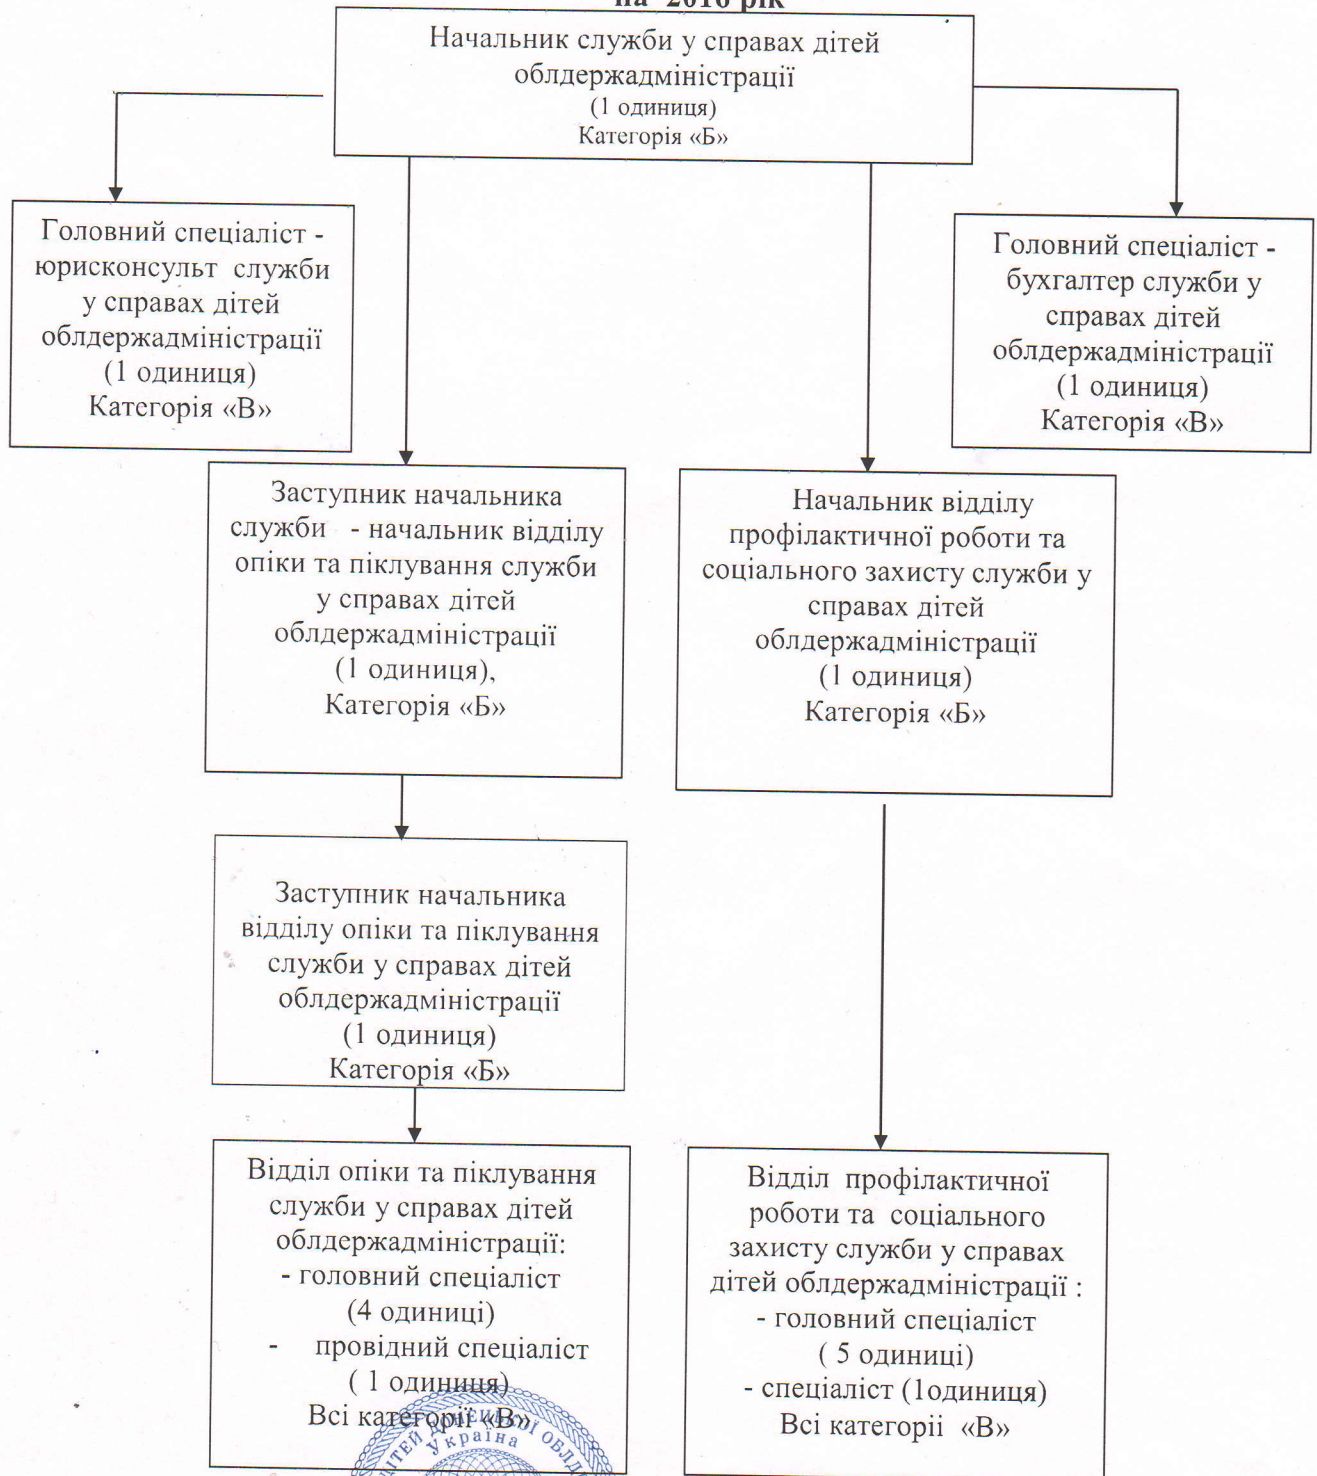 на 2016 рік
Начальник служби у справах дітей
облдержадміністрації
(1 одиниця)
Категорія «Б»
Головний спеціаліст -
юрисконсульт служби
у справах дітей
облдержадміністрації
(1 одиниця)
Категорія «В»
Головний спеціаліст -
бухгалтер служби у
справах дітей
облдержадміністрації
(1 одиниця)
Категорія «В»
Заступник начальника
служби - начальник відділу
опіки та піклування служби
у справах дітей
облдержадміністрації
(1 одиниця),
Категорія «Б»
Начальник відділу
профілактичної роботи та
соціального захисту служби у
справах дітей
облдержадміністрації
(1 одиниця)
Категорія «Б»
Заступник начальника
відділу опіки та піклування
служби у справах дітей
облдержадміністрації
(1 одиниця)
Категорія «Б»
Відділ опіки та піклування
служби у справах дітей
облдержадміністрації:
- головний спеціаліст
(4 одиниці)
- провідний спеціаліст
( 1 одиниця)
Всі категорії «В»
Відділ профілактичної
роботи та соціального
захисту служби у справах
дітей облдержадміністрації :
- головний спеціаліст
( 5 одиниці)
- спеціаліст (1одиниця)
Всі категоріі «В»
ДІТЕЙ ДОНЕЦЬКОЇ
Україна